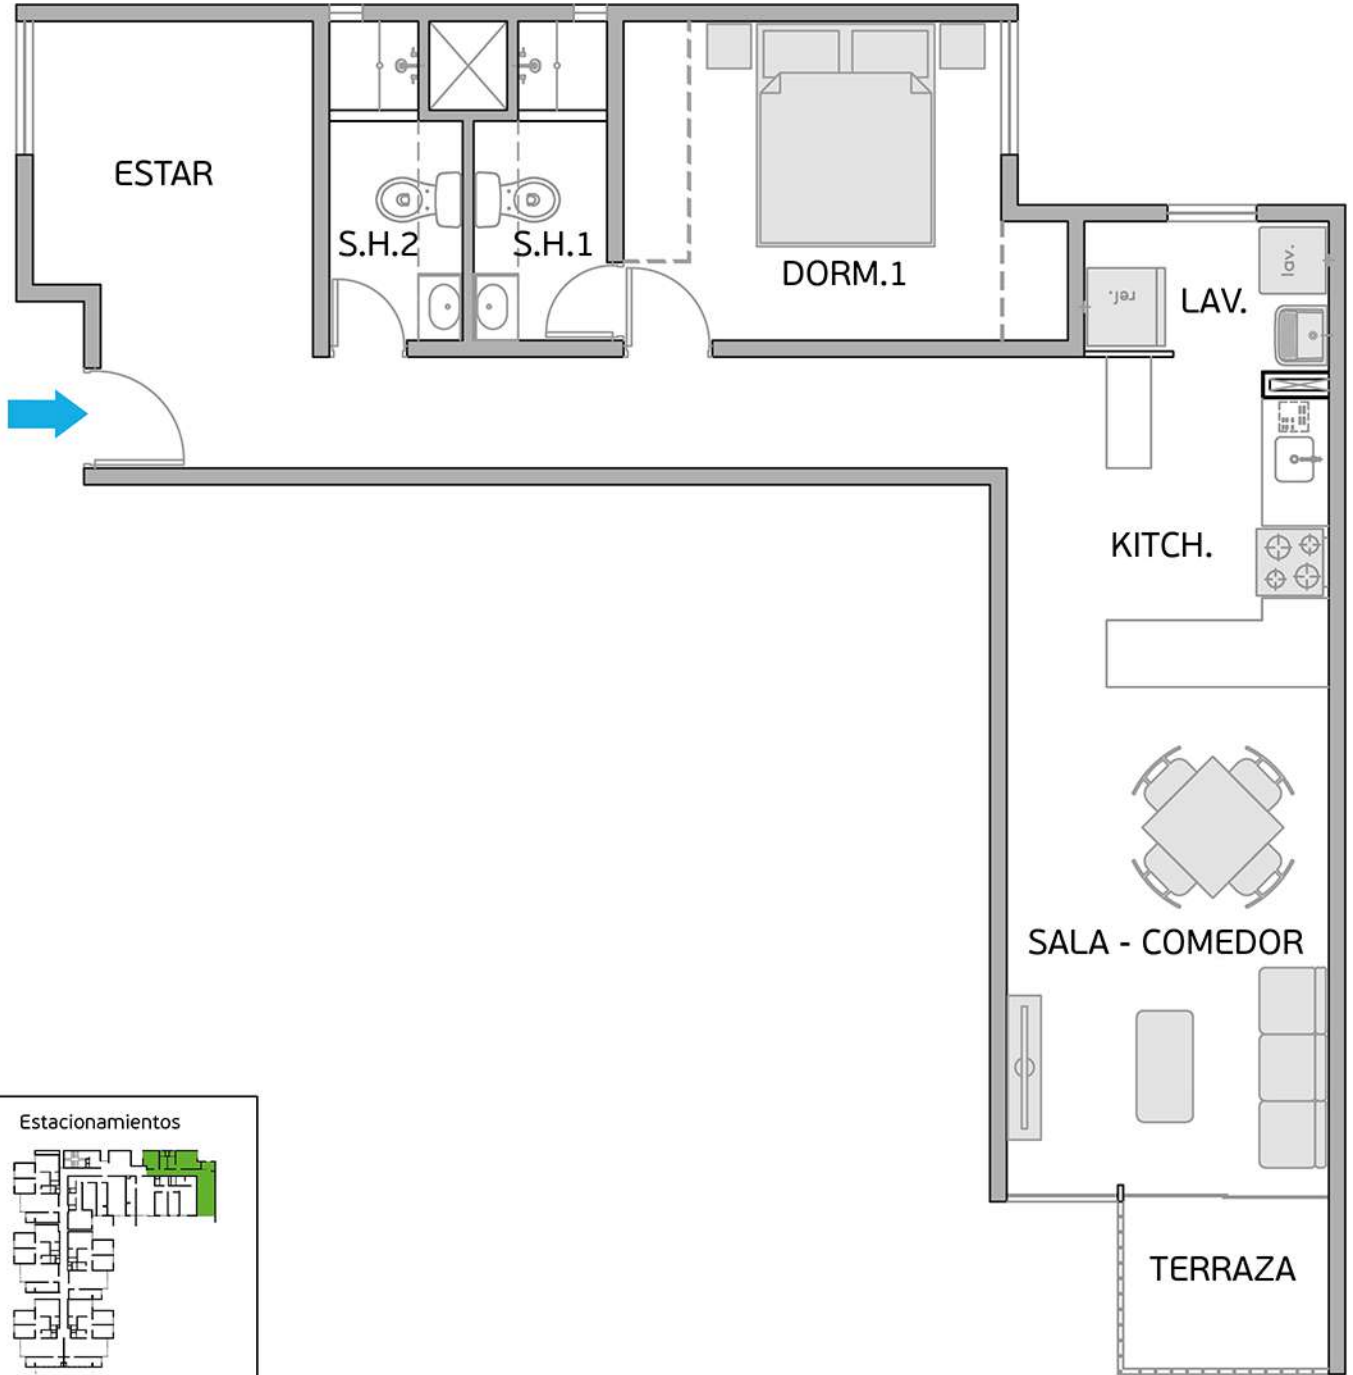 ESTAR
S.H.2
S.H.1
DORM.1
ref.
LAV.
lav.
KITCH.
SALA - COMEDOR
TERRAZA
Estacionamientos